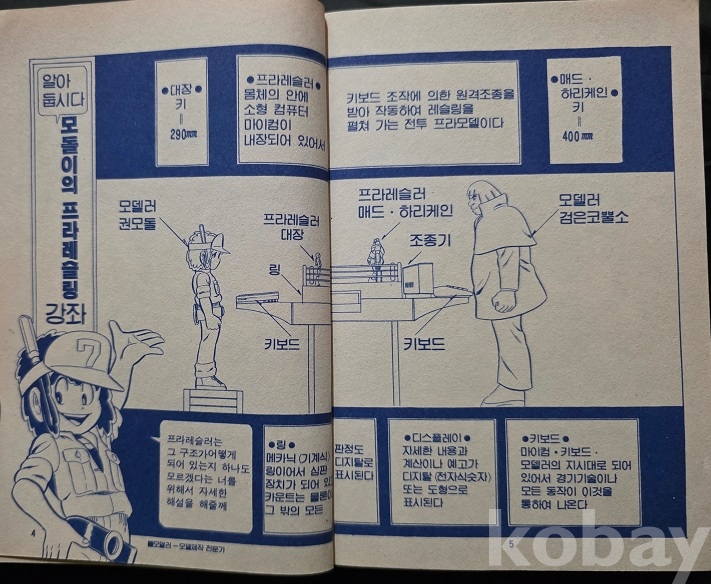 알아
둡시다
모돌이의 프라레슬링
강좌
●대장●
키
=
290㎜
●프라레슬러●
몸체의 안에
소형 컴퓨터
마이컴이
내장되어 있어서
키보드 조작에 의한 원격조종을
받아 작동하여 레슬링을
펼쳐 가는 전투 프라모델이다
●매드·
하리케인●
키
=
400㎜
모델러
권모돌
프라레슬러
대장
링
키보드
프라레슬러
매드·하리케인
조종기
키보드
모델러
검은코뿔소
7
프라레슬러는
그 구조가어떻게
되어 있는지 하나도
모르겠다는 너를
위해서 자세한
해설을 해줄께
●링●
메카닉(기계식)
링이어서 심판
장치가 되어 있
카운트는 물론이
그 밖의 모든
판정도
디지탈로
표시된다
●디스플레이●
자세한 내용과
계산이나 예고가
디지탈(전자식숫자)
또는 도형으로
표시된다
●키보드●
마이컴·키보드·
모델러의 지시대로 되어
있어서 경기기술이나
모든 동작이 이것을
통하여 나온다
4
모델러=모델제작 전문가
5
kobay